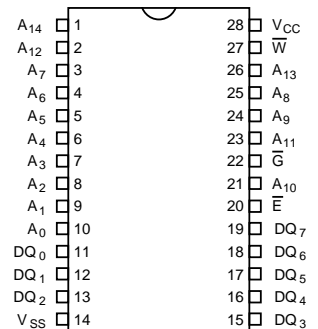 A14 1 28 VCC
A12 2 27 W̅
A7 3 26 A13
A6 4 25 A8
A5 5 24 A9
A4 6 23 A11
A3 7 22 G̅
A2 8 21 A10
A1 9 20 E̅
A0 10 19 DQ7
DQ0 11 18 DQ6
DQ1 12 17 DQ5
DQ2 13 16 DQ4
VSS 14 15 DQ3